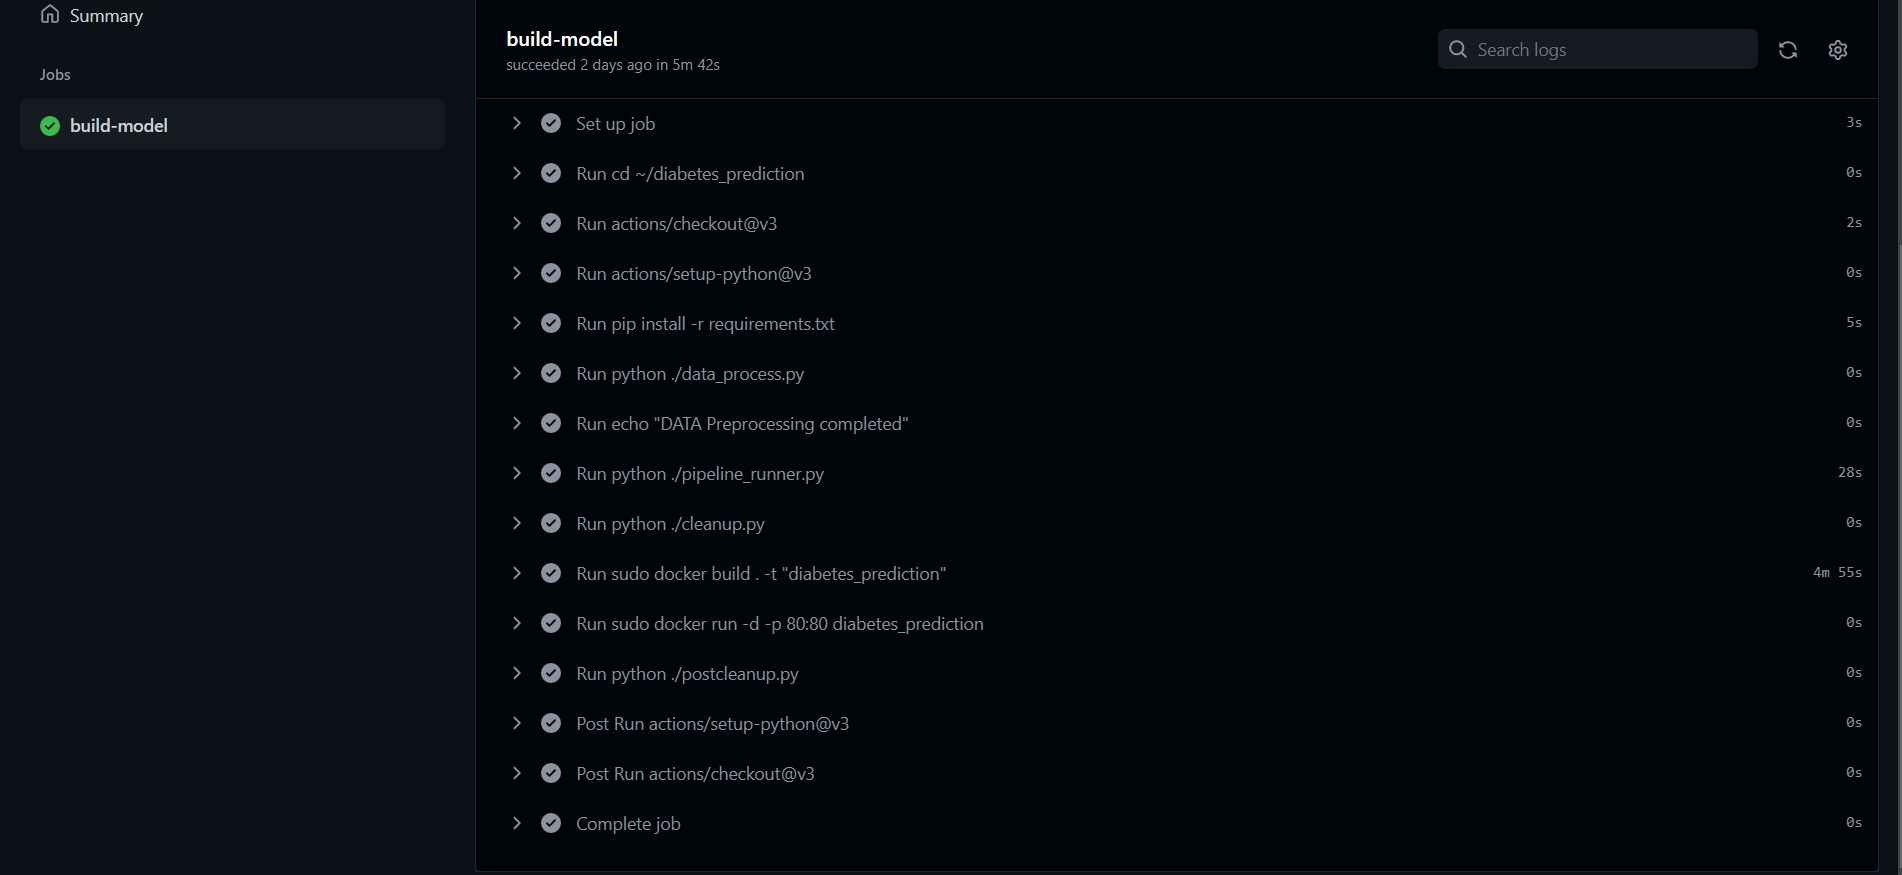 Summary
Jobs
build-model
build-model
succeeded 2 days ago in 5m 42s
Search logs
Set up job 3s
Run cd ~/diabetes_prediction 0s
Run actions/checkout@v3 2s
Run actions/setup-python@v3 0s
Run pip install -r requirements.txt 5s
Run python ./data_process.py 0s
Run echo "DATA Preprocessing completed" 0s
Run python ./pipeline_runner.py 28s
Run python ./cleanup.py 0s
Run sudo docker build . -t "diabetes_prediction" 4m 55s
Run sudo docker run -d -p 80:80 diabetes_prediction 0s
Run python ./postcleanup.py 0s
Post Run actions/setup-python@v3 0s
Post Run actions/checkout@v3 0s
Complete job 0s